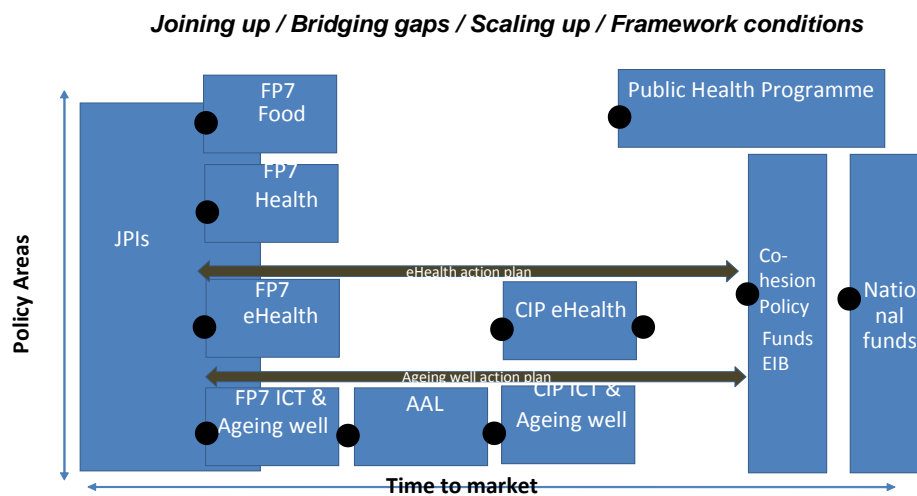 Joining up / Bridging gaps / Scaling up / Framework conditions
FP7
Food
Public Health Programme
FP7
Health
JPIs
eHealth action plan
FP7
eHealth
CIP eHealth
Co-
hesion
Policy
Funds
EIB
Natio
nal
funds
Ageing well action plan
FP7 ICT &
Ageing well
AAL
CIP ICT &
Ageing well
Policy Areas
Time to market